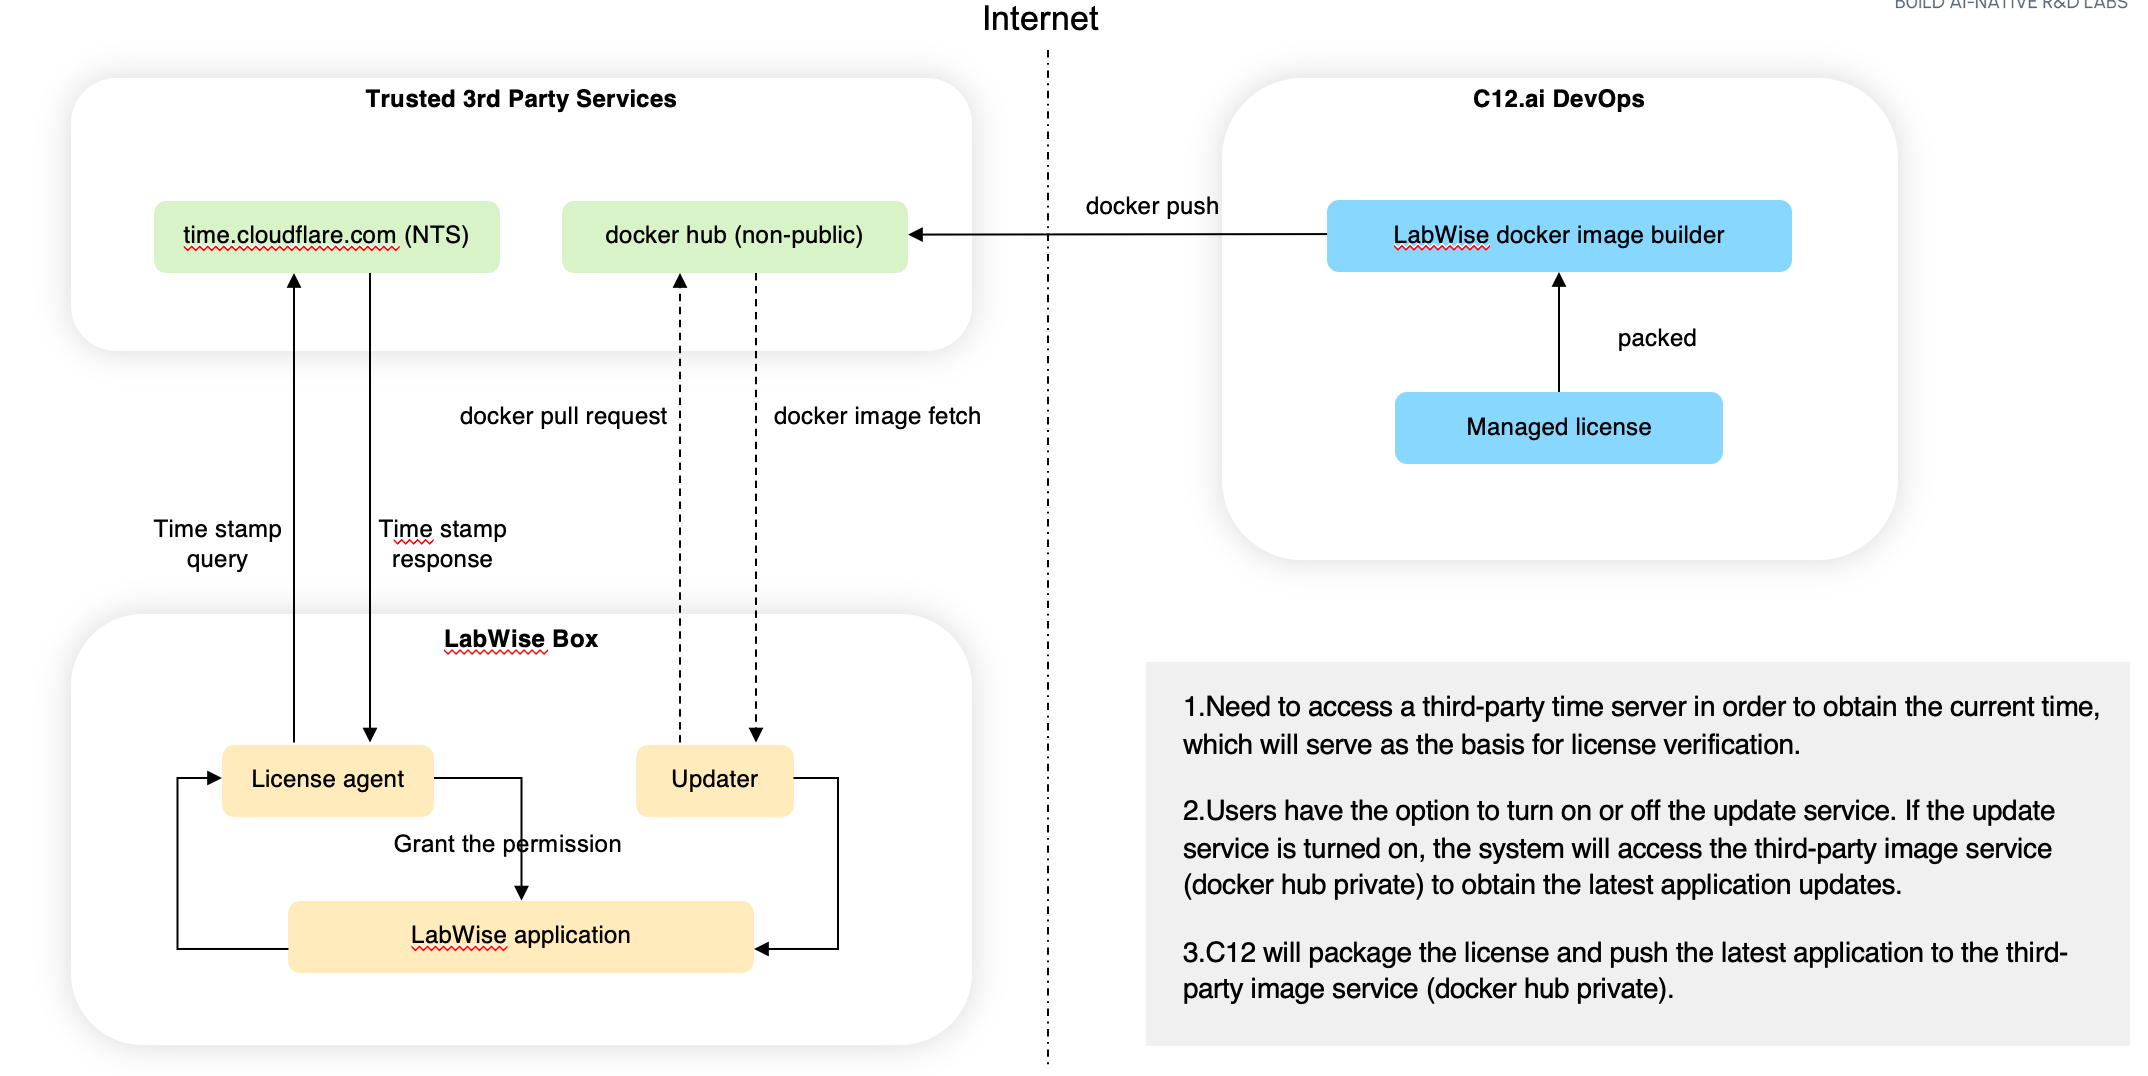 BUILD AI-NATIVE R&D LABS
Internet
Trusted 3rd Party Services
C12.ai DevOps
time.cloudflare.com (NTS)
docker hub (non-public)
docker push
LabWise docker image builder
packed
Managed license
docker pull request
docker image fetch
Time stamp
query
Time stamp
response
LabWise Box
License agent
Updater
Grant the permission
LabWise application
1.Need to access a third-party time server in order to obtain the current time,
which will serve as the basis for license verification.
2.Users have the option to turn on or off the update service. If the update
service is turned on, the system will access the third-party image service
(docker hub private) to obtain the latest application updates.
3.C12 will package the license and push the latest application to the third-
party image service (docker hub private).